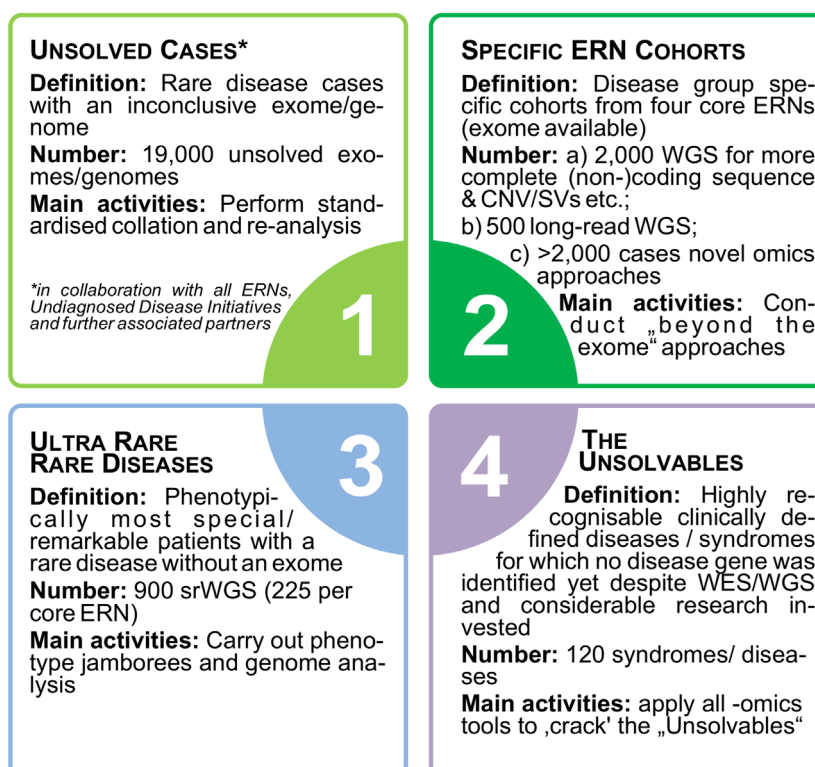 UNSOLVED CASES*
Definition: Rare disease cases
with an inconclusive exome/ge-
nome
Number: 19,000 unsolved exo-
mes/genomes
Main activities: Perform stand-
ardised collation and re-analysis
*in collaboration with all ERNs,
Undiagnosed Disease Initiatives
and further associated partners
1
SPECIFIC ERN COHORTS
Definition: Disease group spe-
cific cohorts from four core ERNs
(exome available)
Number: a) 2,000 WGS for more
complete (non-)coding sequence
& CNV/SVs etc.;
b) 500 long-read WGS;
c) >2,000 cases novel omics
approaches
Main activities: Con-
duct „beyond the
exome“ approaches
2
ULTRA RARE
RARE DISEASES
Definition: Phenotypi-
cally most special/
remarkable patients with a
rare disease without an exome
Number: 900 srWGS (225 per
core ERN)
Main activities: Carry out pheno-
type jamborees and genome ana-
lysis
3
4
THE
UNSOLVABLES
Definition: Highly re-
cognisable clinically de-
fined diseases / syndromes
for which no disease gene was
identified yet despite WES/WGS
and considerable research in-
vested
Number: 120 syndromes/ disea-
ses
Main activities: apply all -omics
tools to ‚crack' the „Unsolvables“